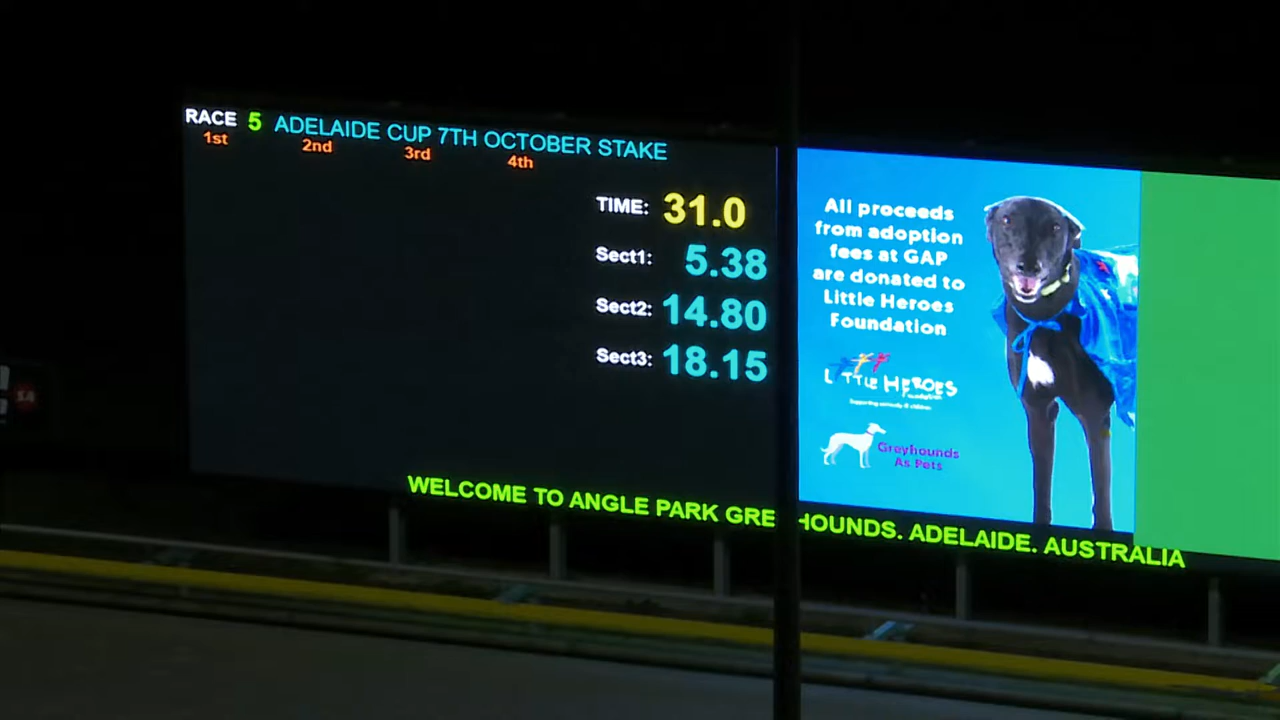 RACE 5 ADELAIDE CUP 7TH OCTOBER STAKE
1st 2nd 3rd 4th
TIME: 31.0
Sect1: 5.38
Sect2: 14.80
Sect3: 18.15
All proceeds
from adoption
fees at GAP
are donated to
Little Heroes
Foundation
LITTLE HEROES
Foundation
Greyhounds
As Pets
WELCOME TO ANGLE PARK GREYHOUNDS. ADELAIDE. AUSTRALIA